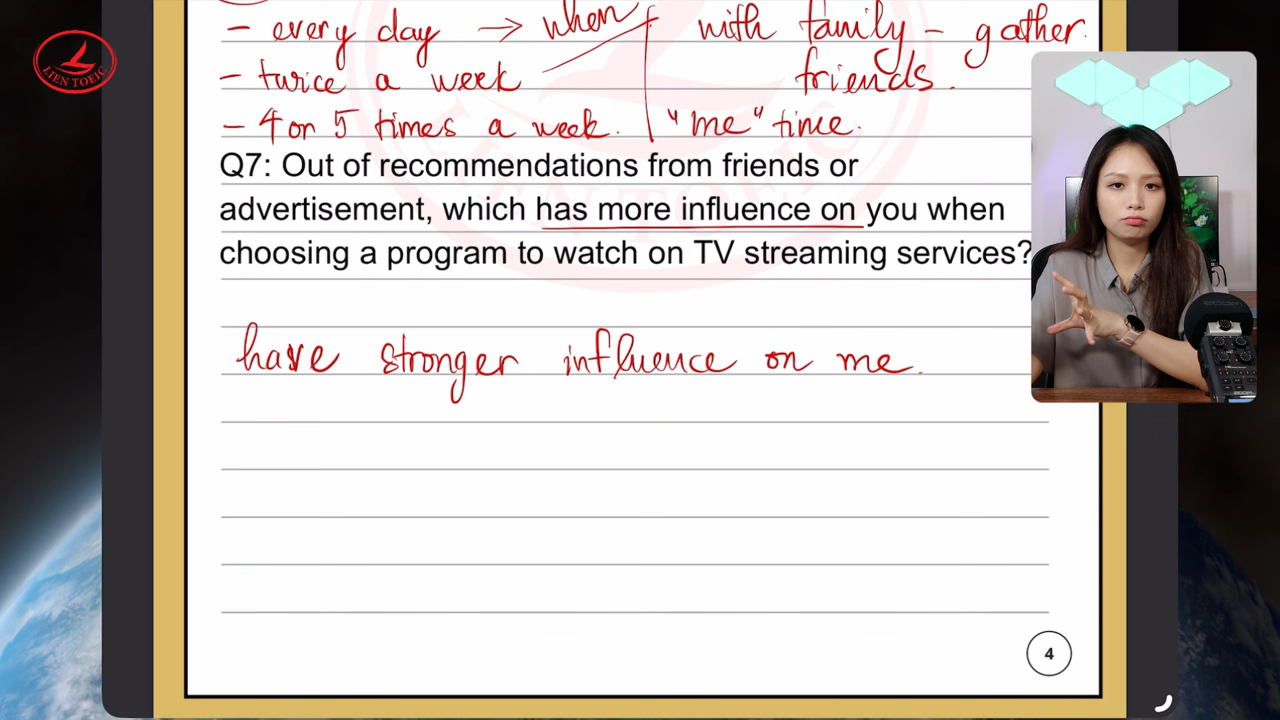 LIEN TOEIC
- every day → when with family - gather.
- twice a week friends.
- 4 or 5 times a week. "me" time.
Q7: Out of recommendations from friends or
advertisement, which has more influence on you when
choosing a program to watch on TV streaming services?
have stronger influence on me.
4